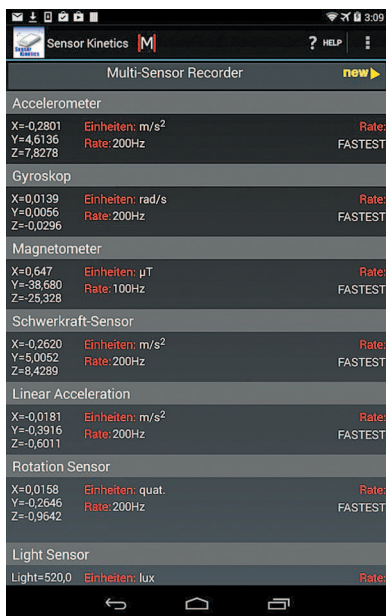 3:09
Sensor Kinetics
Sensor Kinetics |M| ? HELP
Multi-Sensor Recorder new
Accelerometer
X=-0,2801 Einheiten: m/s² Rate:
Y=4,6136 Rate:200Hz FASTEST
Z=7,8278
Gyroskop
X=0,0139 Einheiten: rad/s Rate:
Y=0,0056 Rate:200Hz FASTEST
Z=-0,0296
Magnetometer
X=0,647 Einheiten: µT Rate:
Y=-38,680 Rate:100Hz FASTEST
Z=-25,328
Schwerkraft-Sensor
X=-0,2620 Einheiten: m/s² Rate:
Y=5,0052 Rate:200Hz FASTEST
Z=8,4289
Linear Acceleration
X=-0,0181 Einheiten: m/s² Rate:
Y=-0,3916 Rate:200Hz FASTEST
Z=-0,6011
Rotation Sensor
X=0,0158 Einheiten: quat. Rate:
Y=-0,2646 Rate:200Hz FASTEST
Z=-0,9642
Light Sensor
Light=520,0 Einheiten: lux Rate: